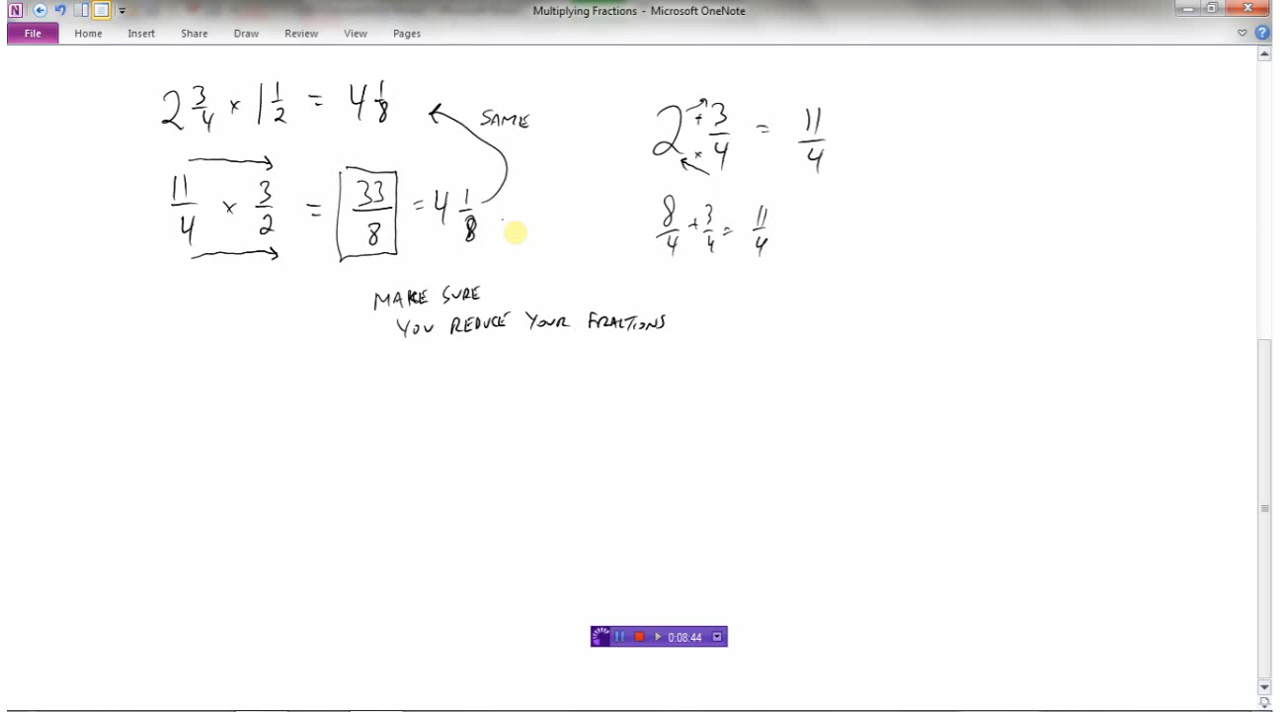 Multiplying Fractions - Microsoft OneNote
File Home Insert Share Draw Review View Pages
2 3/4 × 1 1/2 = 4 1/8
SAME
11/4 × 3/2 = 33/8 = 4 1/8
2 3/4 = 11/4
+
×
8/4 + 3/4 = 11/4
MAKE SURE
YOU REDUCE YOUR FRACTIONS
0:08:44